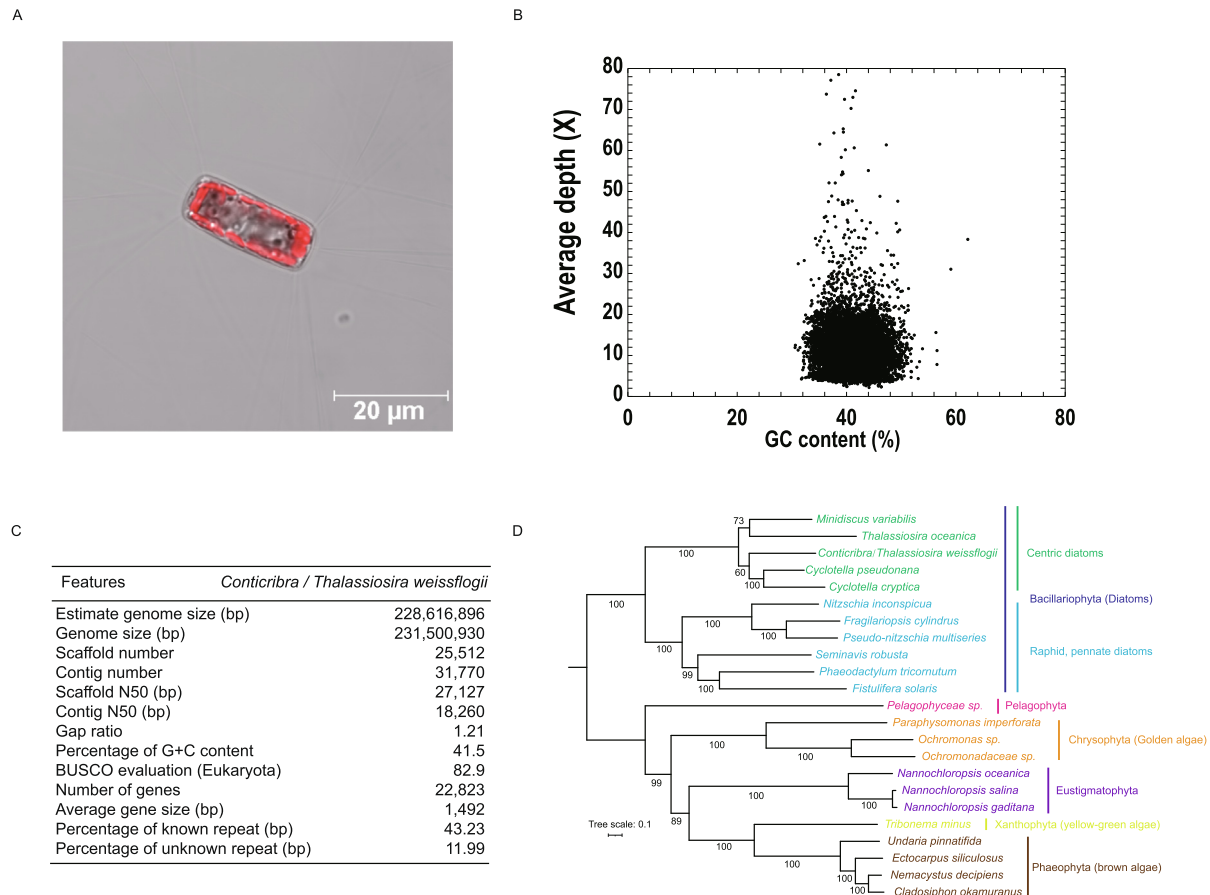 A
20 µm
B
Average depth (X)
80
70
60
50
40
30
20
10
0
0 20 40 60 80
GC content (%)
C
Features Conticribra / Thalassiosira weissflogii
Estimate genome size (bp) 228,616,896
Genome size (bp) 231,500,930
Scaffold number 25,512
Contig number 31,770
Scaffold N50 (bp) 27,127
Contig N50 (bp) 18,260
Gap ratio 1.21
Percentage of G+C content 41.5
BUSCO evaluation (Eukaryota) 82.9
Number of genes 22,823
Average gene size (bp) 1,492
Percentage of known repeat (bp) 43.23
Percentage of unknown repeat (bp) 11.99
D
73
Minidiscus variabilis
Thalassiosira oceanica
100
Conticribra/Thalassiosira weissflogii
Centric diatoms
60
Cyclotella pseudonana
100
Cyclotella cryptica
100
Nitzschia inconspicua
Bacillariophyta (Diatoms)
100
Fragilariopsis cylindrus
100
Pseudo-nitzschia multiseries
100
Seminavis robusta
Raphid, pennate diatoms
99
Phaeodactylum tricornutum
100
Fistulifera solaris
Pelagophyceae sp.
Pelagophyta
Paraphysomonas imperforata
100
Ochromonas sp.
Chrysophyta (Golden algae)
100
Ochromonadaceae sp.
99
Nannochloropsis oceanica
100
Nannochloropsis salina
Eustigmatophyta
100
Nannochloropsis gaditana
89
Tribonema minus
Xanthophyta (yellow-green algae)
Tree scale: 0.1
100
Undaria pinnatifida
100
Ectocarpus siliculosus
Phaeophyta (brown algae)
100
Nemacystus decipiens
100
Cladosiphon okamuranus